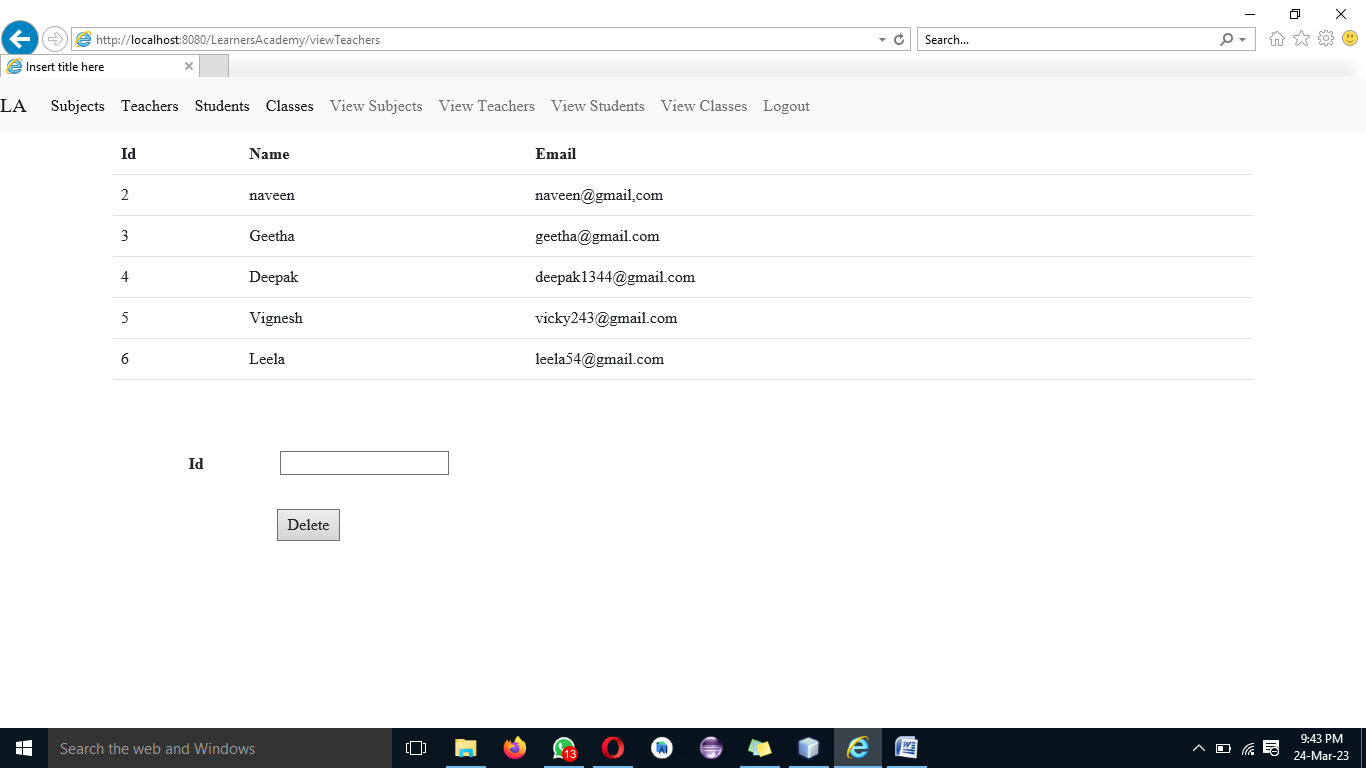 http://localhost:8080/LearnersAcademy/viewTeachers Search...
Insert title here
LA Subjects Teachers Students Classes View Subjects View Teachers View Students View Classes Logout
Id Name Email
2 naveen naveen@gmail,com
3 Geetha geetha@gmail.com
4 Deepak deepak1344@gmail.com
5 Vignesh vicky243@gmail.com
6 Leela leela54@gmail.com
Id
Delete
Search the web and Windows 13 9:43 PM
24-Mar-23